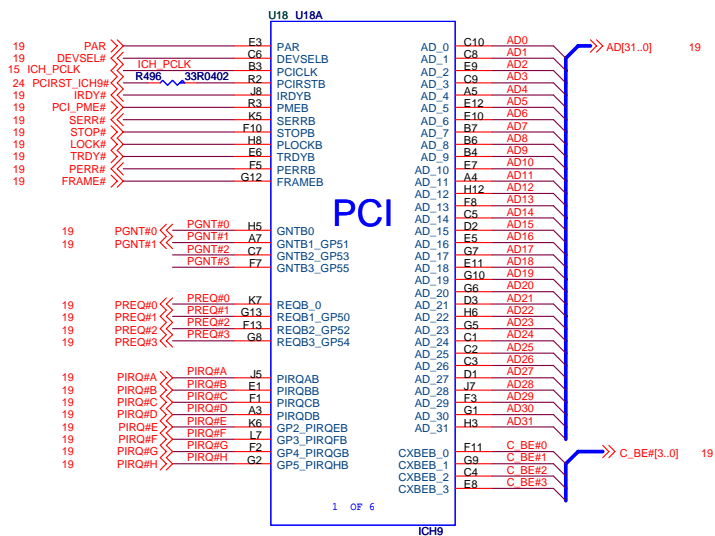 U18 U18A
19 PAR E3 PAR AD_0 C10 AD0 AD[31..0] 19
19 DEVSEL# C6 DEVSELB AD_1 C8 AD1
15 ICH_PCLK ICH_PCLK B3 PCICLK AD_2 E9 AD2
24 PCIRST_ICH9# R496 33R0402 R2 PCIRSTB AD_3 C9 AD3
19 IRDY# J8 IRDYB AD_4 A5 AD4
19 PCI_PME# R3 PMEB AD_5 E12 AD5
19 SERR# K5 SERRB AD_6 E10 AD6
19 STOP# F10 STOPB AD_7 B7 AD7
19 LOCK# H8 PLOCKB AD_8 B6 AD8
19 TRDY# E6 TRDYB AD_9 B4 AD9
19 PERR# F5 PERRB AD_10 E7 AD10
19 FRAME# G12 FRAMEB AD_11 A4 AD11
AD_12 H12 AD12
AD_13 F8 AD13
PCI
AD_14 C5 AD14
19 PGNT#0 PGNT#0 H5 GNTB0 AD_15 D2 AD15
19 PGNT#1 PGNT#1 A7 GNTB1_GP51 AD_16 E5 AD16
PGNT#2 C7 GNTB2_GP53 AD_17 G7 AD17
PGNT#3 F7 GNTB3_GP55 AD_18 E11 AD18
AD_19 G10 AD19
AD_20 G6 AD20
19 PREQ#0 PREQ#0 K7 REQB_0 AD_21 D3 AD21
19 PREQ#1 PREQ#1 G13 REQB1_GP50 AD_22 H6 AD22
19 PREQ#2 PREQ#2 F13 REQB2_GP52 AD_23 G5 AD23
19 PREQ#3 PREQ#3 G8 REQB3_GP54 AD_24 C1 AD24
AD_25 C2 AD25
AD_26 C3 AD26
19 PIRQ#A PIRQ#A J5 PIRQAB AD_27 D1 AD27
19 PIRQ#B PIRQ#B E1 PIRQBB AD_28 J7 AD28
19 PIRQ#C PIRQ#C F1 PIRQCB AD_29 F3 AD29
19 PIRQ#D PIRQ#D A3 PIRQDB AD_30 G1 AD30
19 PIRQ#E PIRQ#E K6 GP2_PIRQEB AD_31 H3 AD31
19 PIRQ#F PIRQ#F L7 GP3_PIRQFB
19 PIRQ#G PIRQ#G F2 GP4_PIRQGB CXBEB_0 F11 C_BE#0 C_BE#[3..0] 19
19 PIRQ#H PIRQ#H G2 GP5_PIRQHB CXBEB_1 G9 C_BE#1
CXBEB_2 C4 C_BE#2
CXBEB_3 E8 C_BE#3
1 OF 6
ICH9